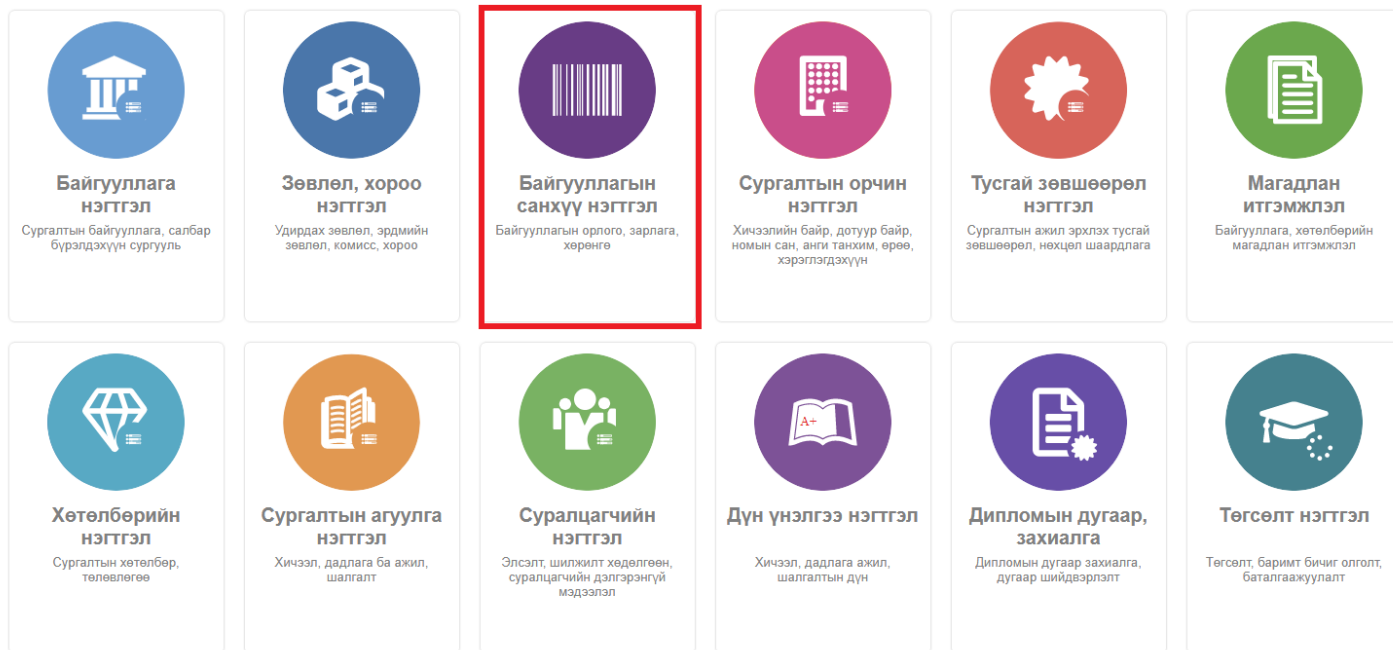 Байгууллага
нэгтгэл
Сургалтын байгууллага, салбар
бүрэлдэхүүн сургууль
Зөвлөл, хороо
нэгтгэл
Удирдах зөвлөл, эрдмийн
зөвлөл, комисс, хороо
Байгууллагын
санхүү нэгтгэл
Байгууллагын орлого, зарлага,
хөрөнгө
Сургалтын орчин
нэгтгэл
Хичээлийн байр, дотуур байр,
номын сан, анги танхим, өрөө,
хэрэглэгдэхүүн
Тусгай зөвшөөрөл
нэгтгэл
Сургалтын ажил эрхлэх тусгай
зөвшөөрөл, нөхцөл шаардлага
Магадлан
итгэмжлэл
Байгууллага, хөтөлбөрийн
магадлан итгэмжлэл
Хөтөлбөрийн
нэгтгэл
Сургалтын хөтөлбөр,
төлөвлөгөө
Сургалтын агуулга
нэгтгэл
Хичээл, дадлага ба ажил,
шалгалт
Суралцагчийн
нэгтгэл
Элсэлт, шилжилт хөдөлгөөн,
суралцагчийн дэлгэрэнгүй
мэдээлэл
A+
Дүн үнэлгээ нэгтгэл
Хичээл, дадлага ажил,
шалгалтын дүн
Дипломын дугаар,
захиалга
Дипломын дугаар захиалга,
дугаар шийдвэрлэлт
Төгсөлт нэгтгэл
Төгсөлт, баримт бичиг олголт,
баталгаажуулалт